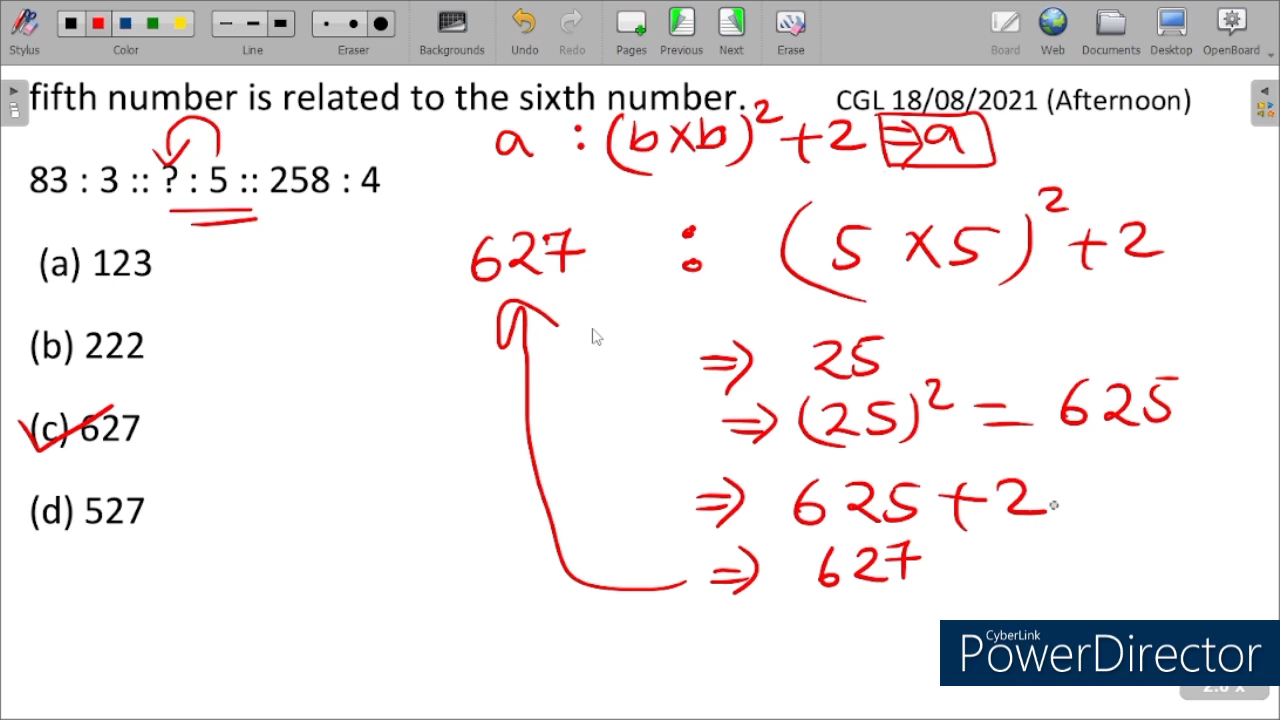 Stylus Color Line Eraser Backgrounds Undo Redo Pages Previous Next Erase Board Web Documents Desktop OpenBoard
fifth number is related to the sixth number. CGL 18/08/2021 (Afternoon)
a : (b×b)² + 2 ⇒ a
83 : 3 :: ? : 5 :: 258 : 4
627 : (5 × 5)² + 2
(a) 123
(b) 222
⇒ 25
(c) 627
⇒ (25)² = 625
(d) 527
⇒ 625 + 2
⇒ 627
CyberLink
PowerDirector
2.0 x